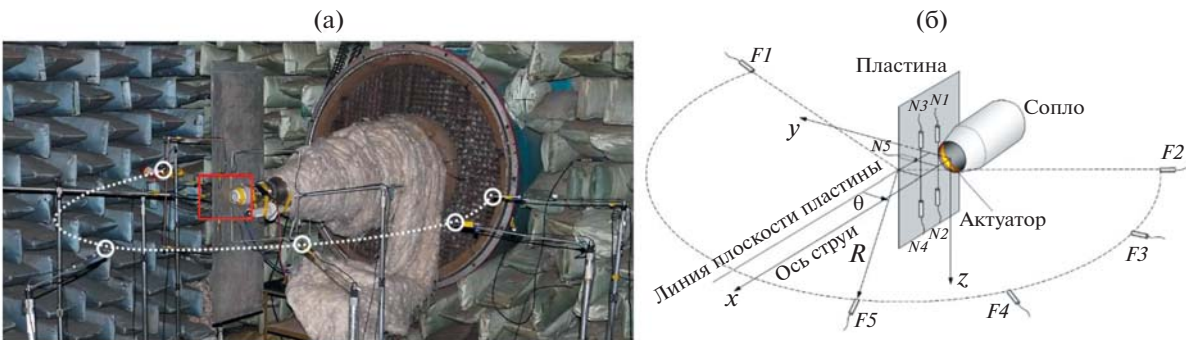 (а)
(б)
F1
Пластина
N3 N1
Сопло
y
N5
F2
Линия плоскости пластины
θ
Актуатор
N4 N2
Ось струи
R
F3
x
z
F5
F4